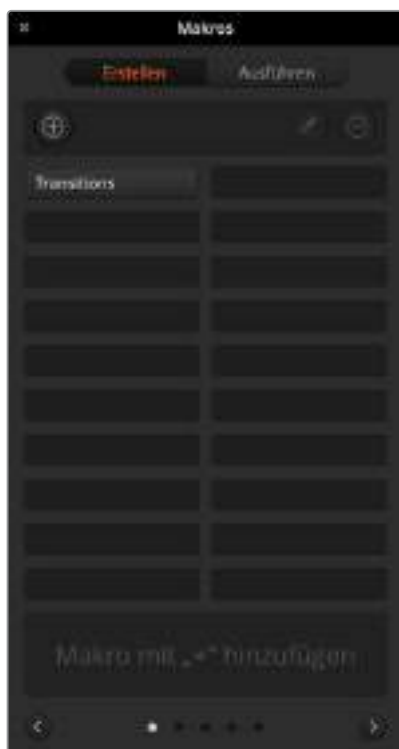 Makros
Erstellen Ausführen
Transitions
Makro mit „+“ hinzufügen